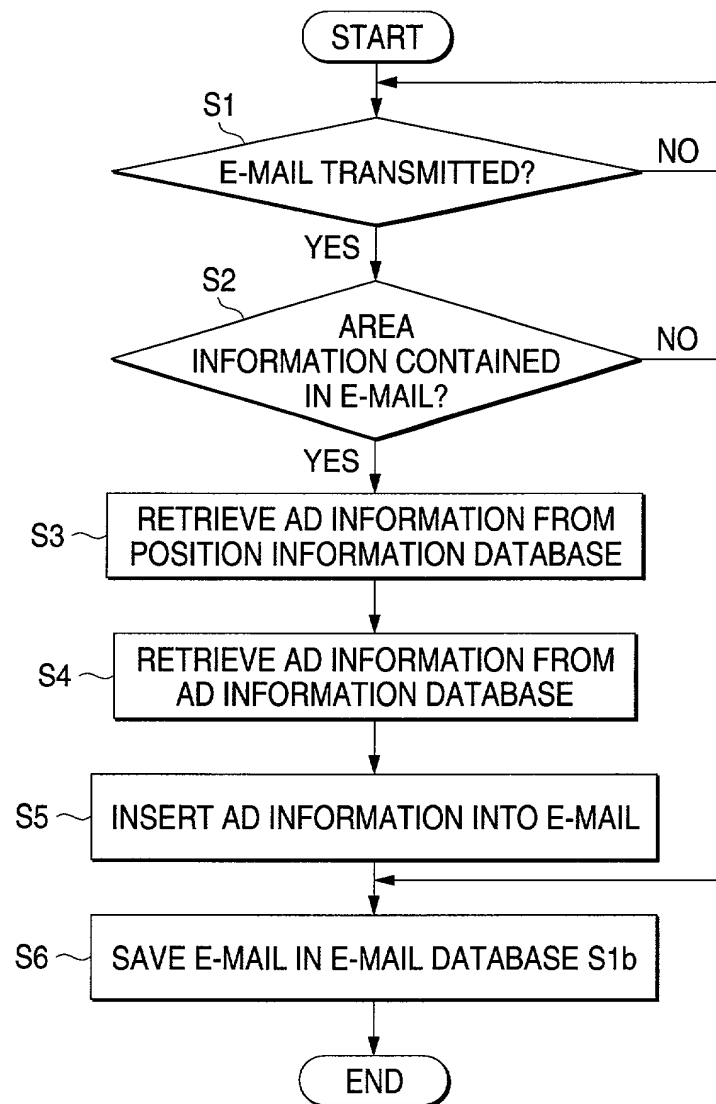 START
S1
E-MAIL TRANSMITTED?
NO
YES
S2
AREA
INFORMATION CONTAINED
IN E-MAIL?
NO
YES
S3
RETRIEVE AD INFORMATION FROM
POSITION INFORMATION DATABASE
S4
RETRIEVE AD INFORMATION FROM
AD INFORMATION DATABASE
S5
INSERT AD INFORMATION INTO E-MAIL
S6
SAVE E-MAIL IN E-MAIL DATABASE S1b
END